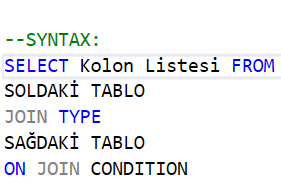 --SYNTAX:
SELECT Kolon Listesi FROM
SOLDAKİ TABLO
JOIN TYPE
SAĞDAKİ TABLO
ON JOIN CONDITION